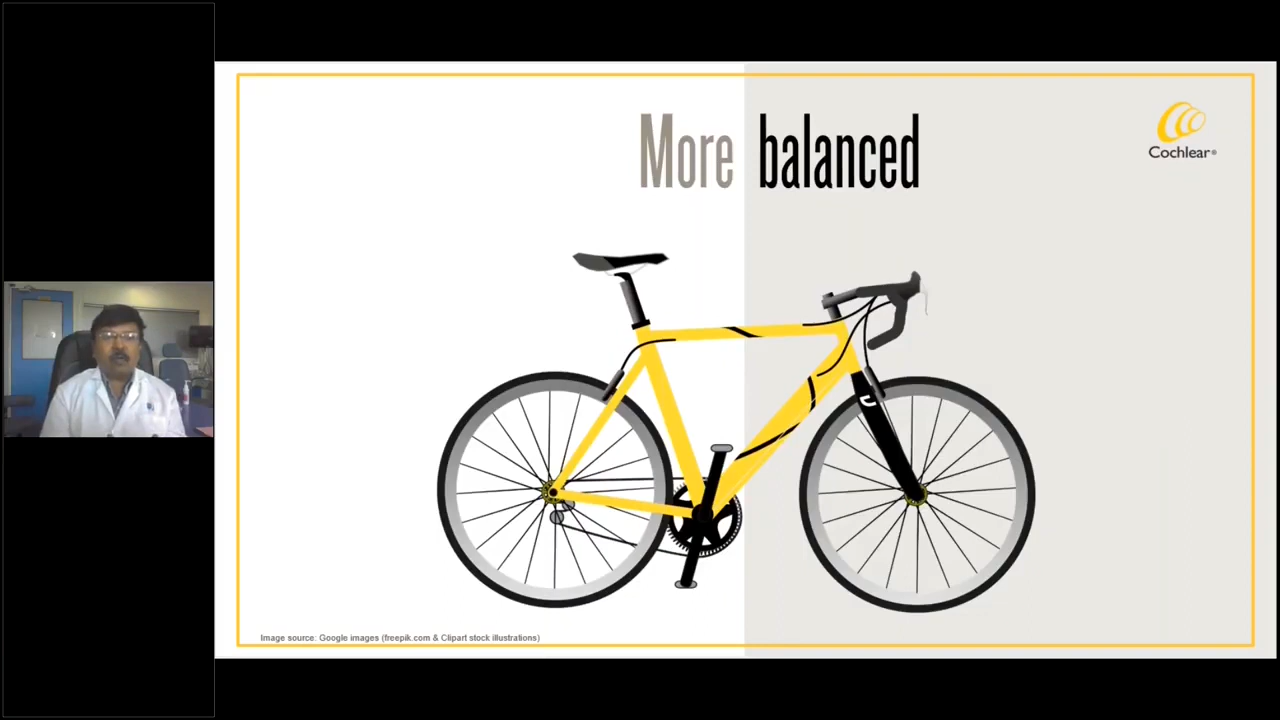 More balanced
Cochlear®
Image source: Google images (freepik.com & Clipart stock illustrations)